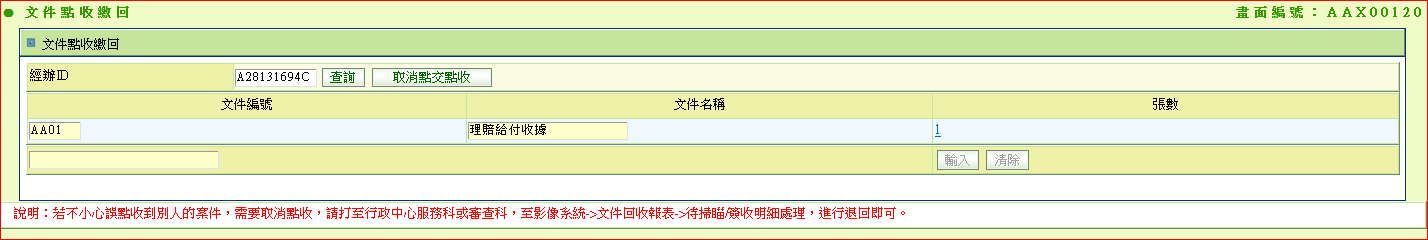 文件點收繳回 畫面編號：AAX00120
文件點收繳回
經辦ID A28131694C 查詢 取消點交點收
文件編號 文件名稱 張數
AA01 理賠給付收據 1
輸入 清除
說明：若不小心誤點收到別人的案件，需要取消點收，請打至行政中心服務科或審查科，至影像系統->文件回收報表->待掃瞄/簽收明細處理，進行退回即可。